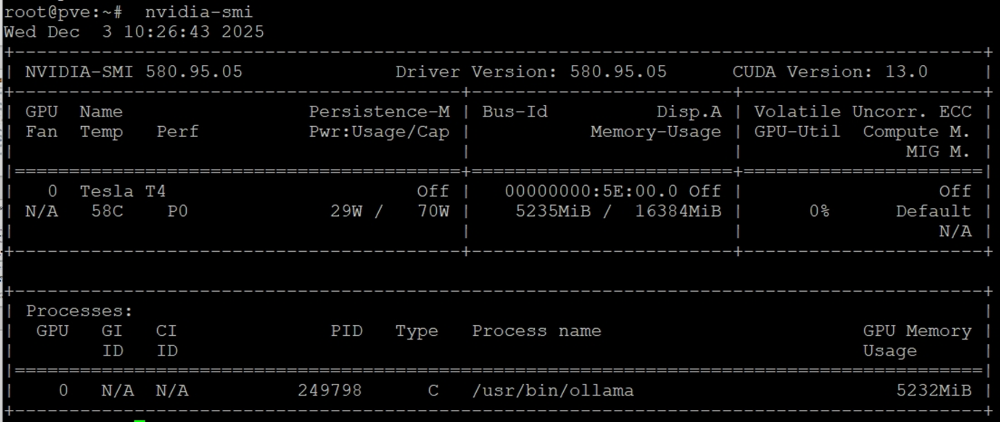 root@pve:~#  nvidia-smi
Wed Dec  3 10:26:43 2025
+-----------------------------------------------------------------------------------------+
| NVIDIA-SMI 580.95.05              Driver Version: 580.95.05      CUDA Version: 13.0     |
+-----------------------------------------+------------------------+----------------------+
| GPU  Name                 Persistence-M | Bus-Id          Disp.A | Volatile Uncorr. ECC |
| Fan  Temp   Perf          Pwr:Usage/Cap |           Memory-Usage | GPU-Util  Compute M. |
|                                         |                        |               MIG M. |
|=========================================+========================+======================|
|   0  Tesla T4                       Off |   00000000:5E:00.0 Off |                  Off |
| N/A   58C    P0             29W /   70W |    5235MiB /  16384MiB |      0%      Default |
|                                         |                        |                  N/A |
+-----------------------------------------+------------------------+----------------------+

+-----------------------------------------------------------------------------------------+
| Processes:                                                                              |
|  GPU   GI   CI              PID   Type   Process name                        GPU Memory |
|        ID   ID                                                               Usage      |
|=========================================================================================|
|    0   N/A  N/A          249798      C   /usr/bin/ollama                        5232MiB |
+-----------------------------------------------------------------------------------------+